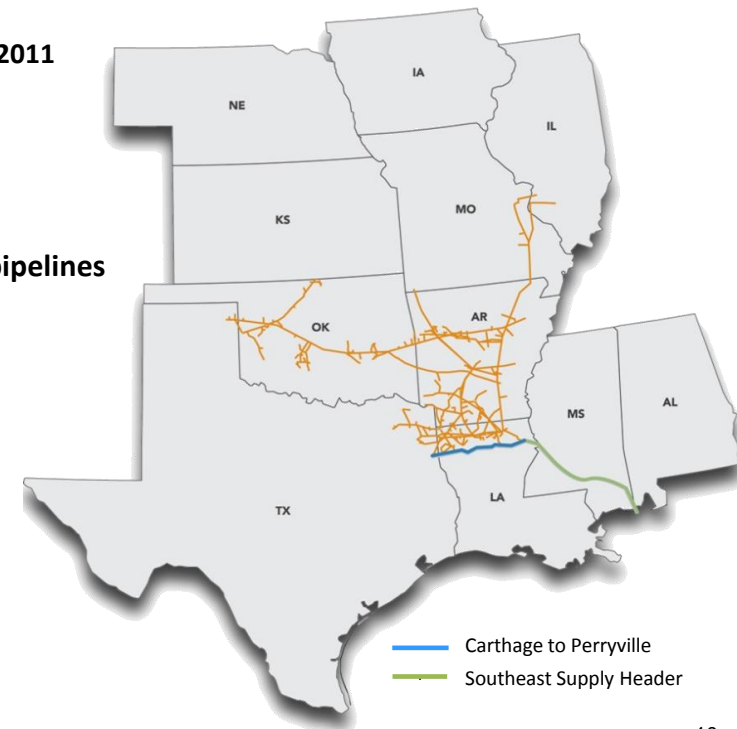 2011
IA
NE
IL
MO
KS
pipelines
AR
OK
MS
AL
LA
TX
Carthage to Perryville
Southeast Supply Header